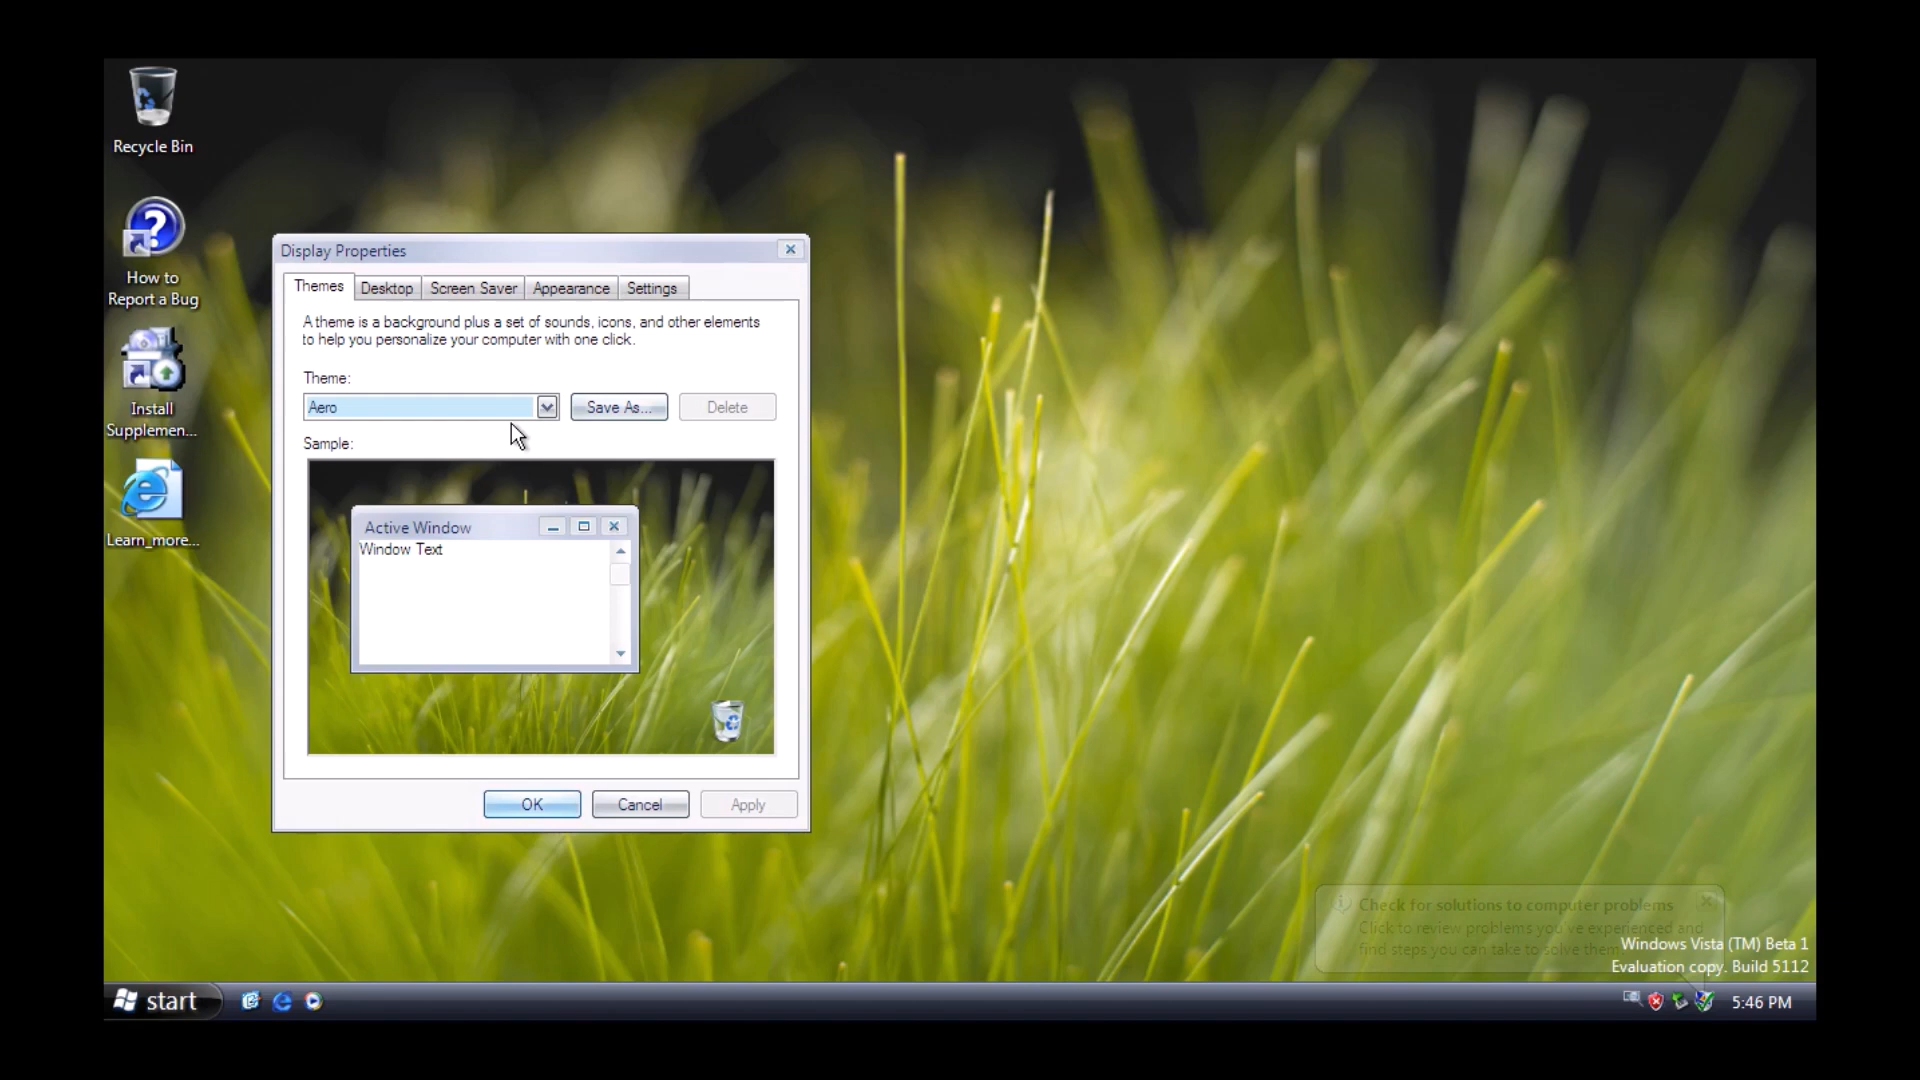 Recycle Bin
How to
Report a Bug
Install
Supplemen...
Learn_more...
Display Properties
Themes
Desktop
Screen Saver
Appearance
Settings
A theme is a background plus a set of sounds, icons, and other elements
to help you personalize your computer with one click.
Theme:
Aero
Save As...
Delete
Sample:
Active Window
Window Text
OK
Cancel
Apply
Check for solutions to computer problems
Click to review problems you've experienced and
find steps you can take to solve them
Windows Vista (TM) Beta 1
Evaluation copy. Build 5112
start
5:46 PM